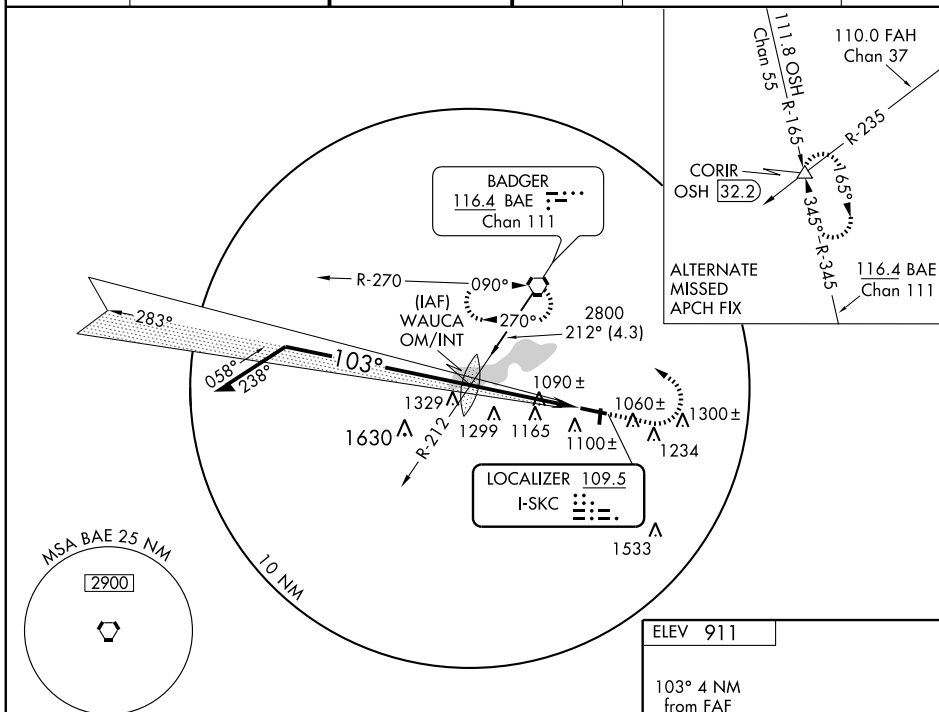 111.8 OSH
Chan 55
R-165
110.0 FAH
Chan 37
R-235
CORIR
OSH 32.2
165°
345°
R-345
116.4 BAE
Chan 111
ALTERNATE
MISSED
APCH FIX
BADGER
116.4 BAE
Chan 111
R-270
090°
270°
(IAF)
WAUCA
OM/INT
2800
212° (4.3)
283°
103°
058°
238°
1090±
1329
1299
1165
1060±
1300±
1630
1100±
1234
R-212
LOCALIZER 109.5
I-SKC
1533
10 NM
MSA BAE 25 NM
2900
ELEV 911
103° 4 NM
from FAF